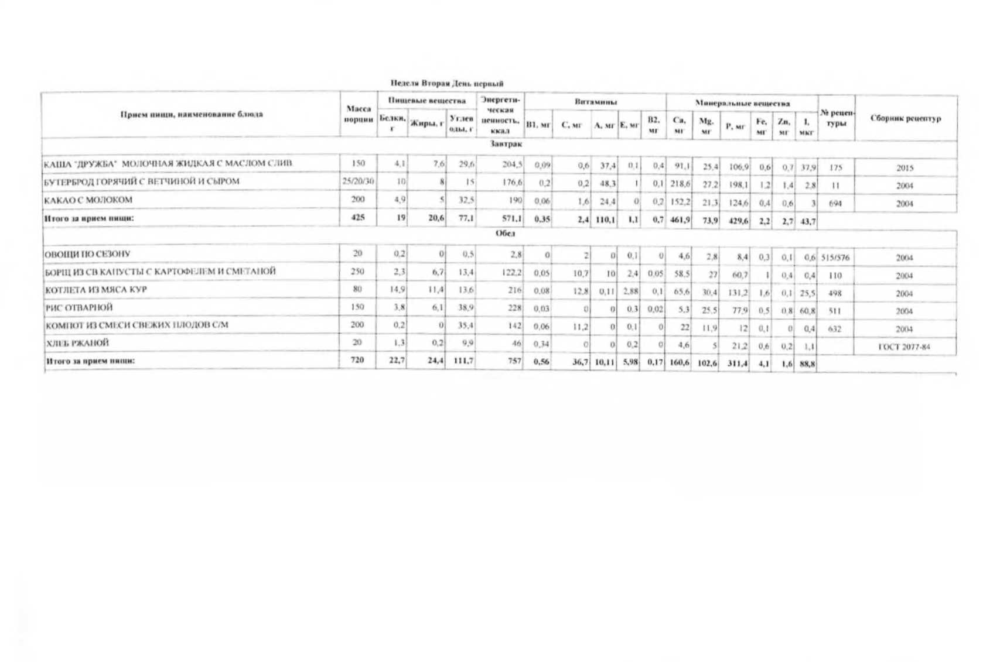 Неделя Вторая День первый
Прием пищи, наименование блюда Масса порции Пищевые вещества Энергети-ческая ценность, ккал Витамины Минеральные вещества № рецеп-туры Сборник рецептур
Белки, г Жиры, г Углеводы, г В1, мг С, мг А, мг Е, мг В2, мг Са, мг Mg, мг Р, мг Fe, мг Zn, мг I, мкг
Завтрак
КАША "ДРУЖБА" МОЛОЧНАЯ ЖИДКАЯ С МАСЛОМ СЛИВ 150 4,1 7,6 29,6 204,5 0,09 0,6 37,4 0,1 0,4 91,1 25,4 106,9 0,6 0,7 37,9 175 2015
БУТЕРБРОД ГОРЯЧИЙ С ВЕТЧИНОЙ И СЫРОМ 25/20/30 10 8 15 176,6 0,2 0,2 48,3 1 0,1 218,6 27,2 198,1 1,2 1,4 2,8 11 2004
КАКАО С МОЛОКОМ 200 4,9 5 32,5 190 0,06 1,6 24,4 0 0,2 152,2 21,3 124,6 0,4 0,6 3 694 2004
Итого за прием пищи: 425 19 20,6 77,1 571,1 0,35 2,4 110,1 1,1 0,7 461,9 73,9 429,6 2,2 2,7 43,7
Обед
ОВОЩИ ПО СЕЗОНУ 20 0,2 0 0,5 2,8 0 2 0 0,1 0 4,6 2,8 8,4 0,3 0,1 0,6 515/576 2004
БОРЩ ИЗ СВ КАПУСТЫ С КАРТОФЕЛЕМ И СМЕТАНОЙ 250 2,3 6,7 13,4 122,2 0,05 10,7 10 2,4 0,05 58,5 27 60,7 1 0,4 0,4 110 2004
КОТЛЕТА ИЗ МЯСА КУР 80 14,9 11,4 13,6 216 0,08 12,8 0,11 2,88 0,1 65,6 30,4 131,2 1,6 0,1 25,5 498 2004
РИС ОТВАРНОЙ 150 3,8 6,1 38,9 228 0,03 0 0 0,3 0,02 5,3 25,5 77,9 0,5 0,8 60,8 511 2004
КОМПОТ ИЗ СМЕСИ СВЕЖИХ ПЛОДОВ С/М 200 0,2 0 35,4 142 0,06 11,2 0 0,1 0 22 11,9 12 0,1 0 0,4 632 2004
ХЛЕБ РЖАНОЙ 20 1,3 0,2 9,9 46 0,34 0 0 0,2 0 4,6 5 21,2 0,6 0,2 1,1 ГОСТ 2077-84
Итого за прием пищи: 720 22,7 24,4 111,7 757 0,56 36,7 10,11 5,98 0,17 160,6 102,6 311,4 4,1 1,6 88,8